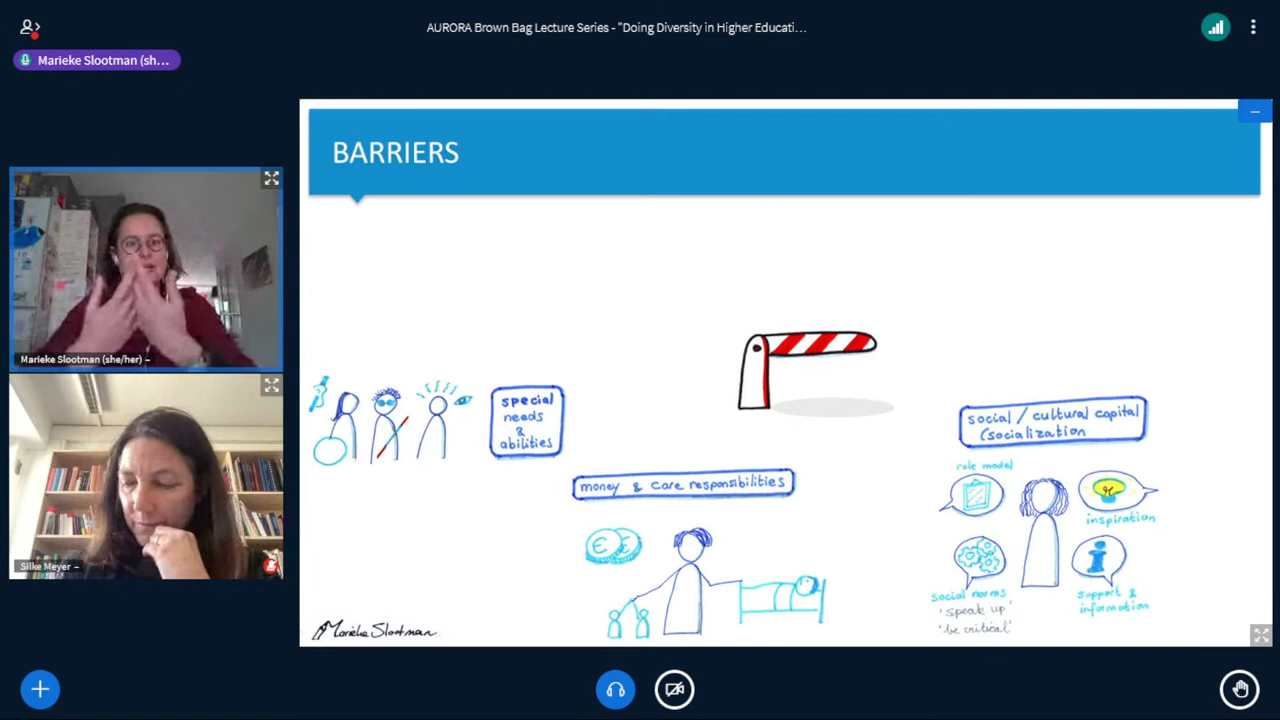 AURORA Brown Bag Lecture Series - "Doing Diversity in Higher Educati…
Marieke Slootman (sh…
BARRIERS
Marieke Slootman (she/her) –
Silke Meyer –
special
needs
&
abilities
money & care responsibilities
€ €
social / cultural capital
(socialization
role model
inspiration
social norms
'speak up'
'be critical'
i
support &
information
Marieke Slootman